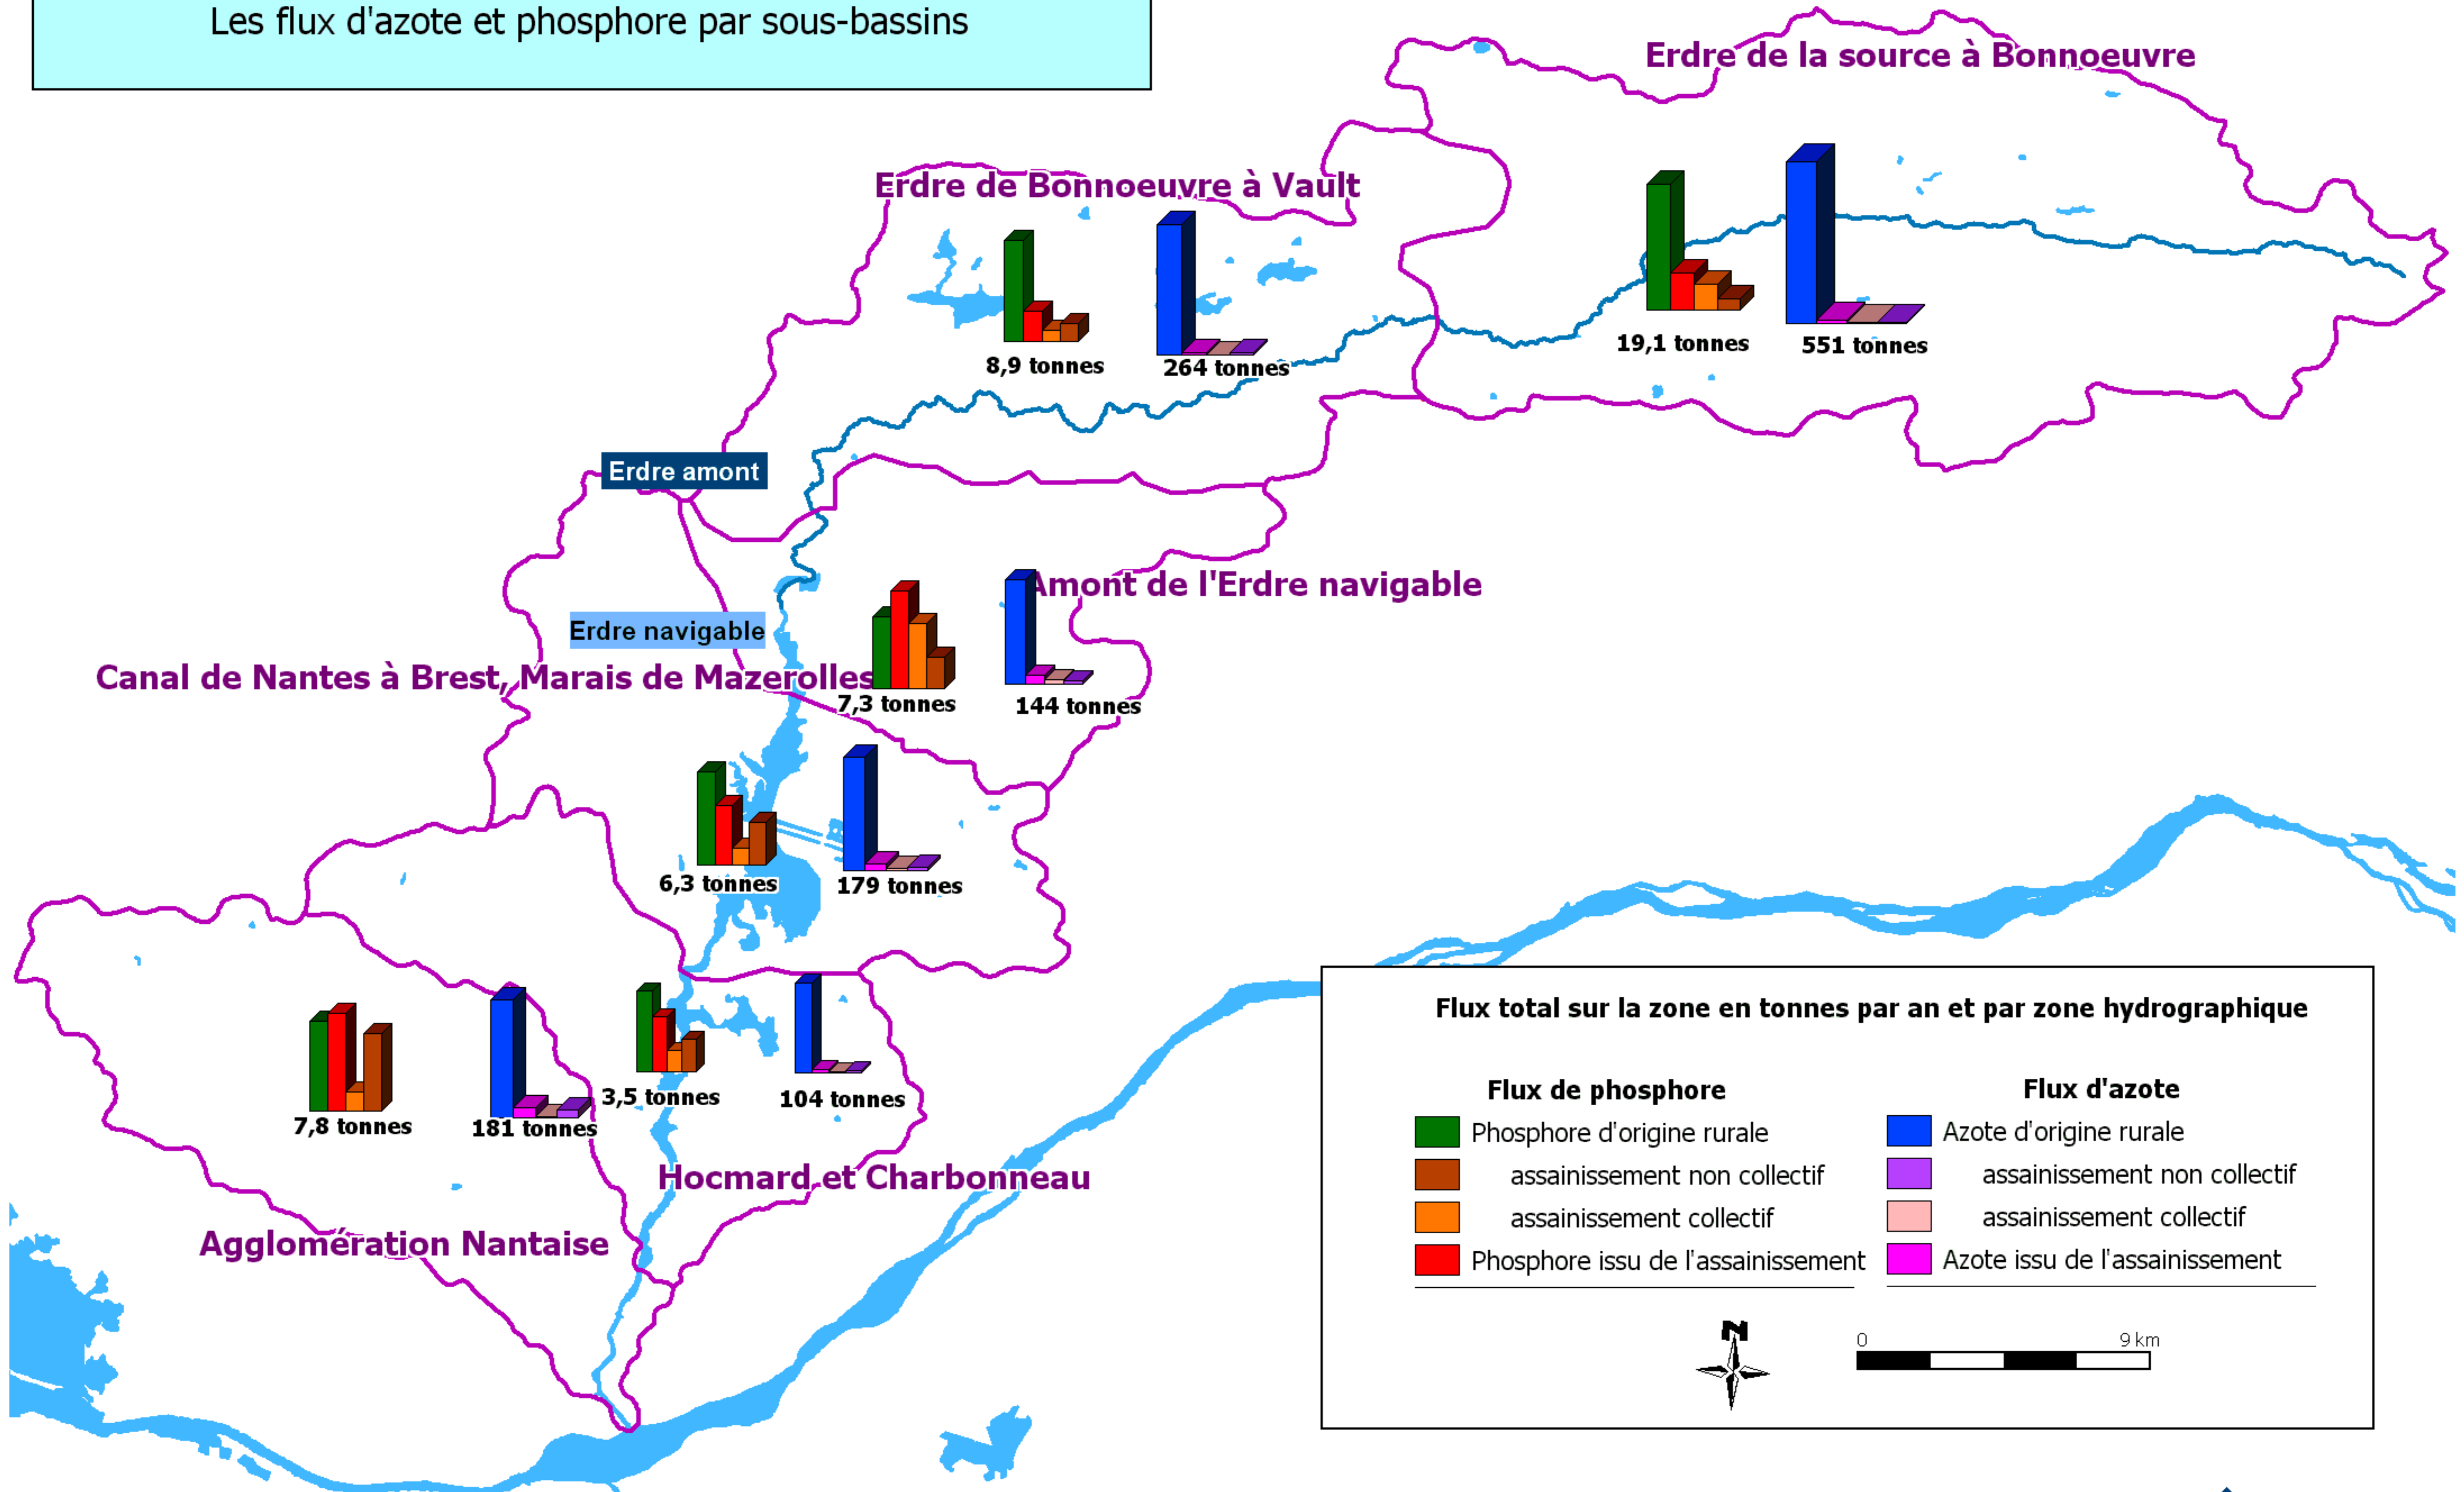 Les flux d'azote et phosphore par sous-bassins
Erdre de la source à Bonnoeuvre
Erdre de Bonnoeuvre à Vault
19,1 tonnes
551 tonnes
8,9 tonnes
264 tonnes
Erdre amont
Amont de l'Erdre navigable
Erdre navigable
Canal de Nantes à Brest, Marais de Mazerolles
7,3 tonnes
144 tonnes
6,3 tonnes
179 tonnes
3,5 tonnes
104 tonnes
7,8 tonnes
181 tonnes
Hocmard et Charbonneau
Agglomération Nantaise
Flux total sur la zone en tonnes par an et par zone hydrographique
Flux de phosphore
Phosphore d'origine rurale
assainissement non collectif
assainissement collectif
Phosphore issu de l'assainissement
Flux d'azote
Azote d'origine rurale
assainissement non collectif
assainissement collectif
Azote issu de l'assainissement
N
0
9 km